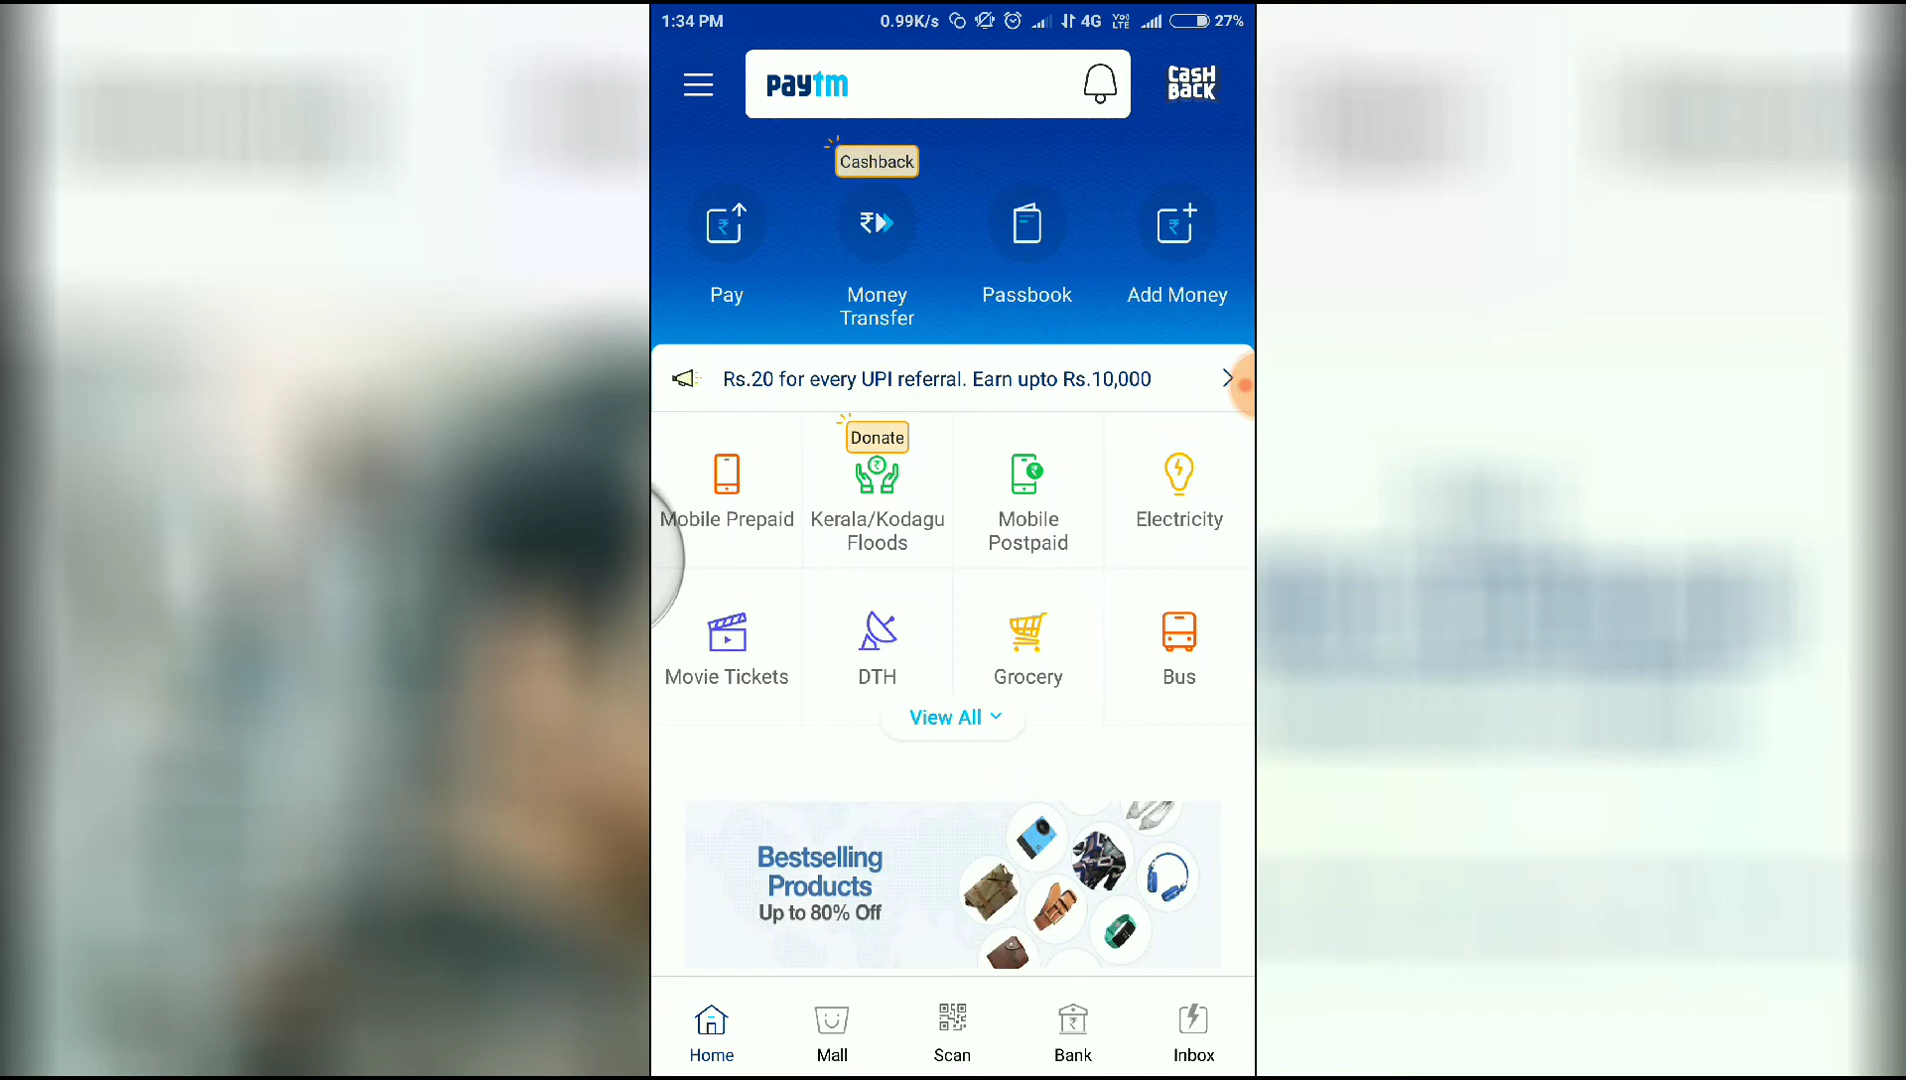 1:34 PM 0.99K/s 4G Yo) LTE 27%
paytm
CASH
BACK
Cashback
Pay
Money
Transfer
Passbook
Add Money
Rs.20 for every UPI referral. Earn upto Rs.10,000
Donate
Mobile Prepaid
Kerala/Kodagu
Floods
Mobile
Postpaid
Electricity
Movie Tickets
DTH
Grocery
Bus
View All
Bestselling
Products
Up to 80% Off
Home
Mall
Scan
Bank
Inbox